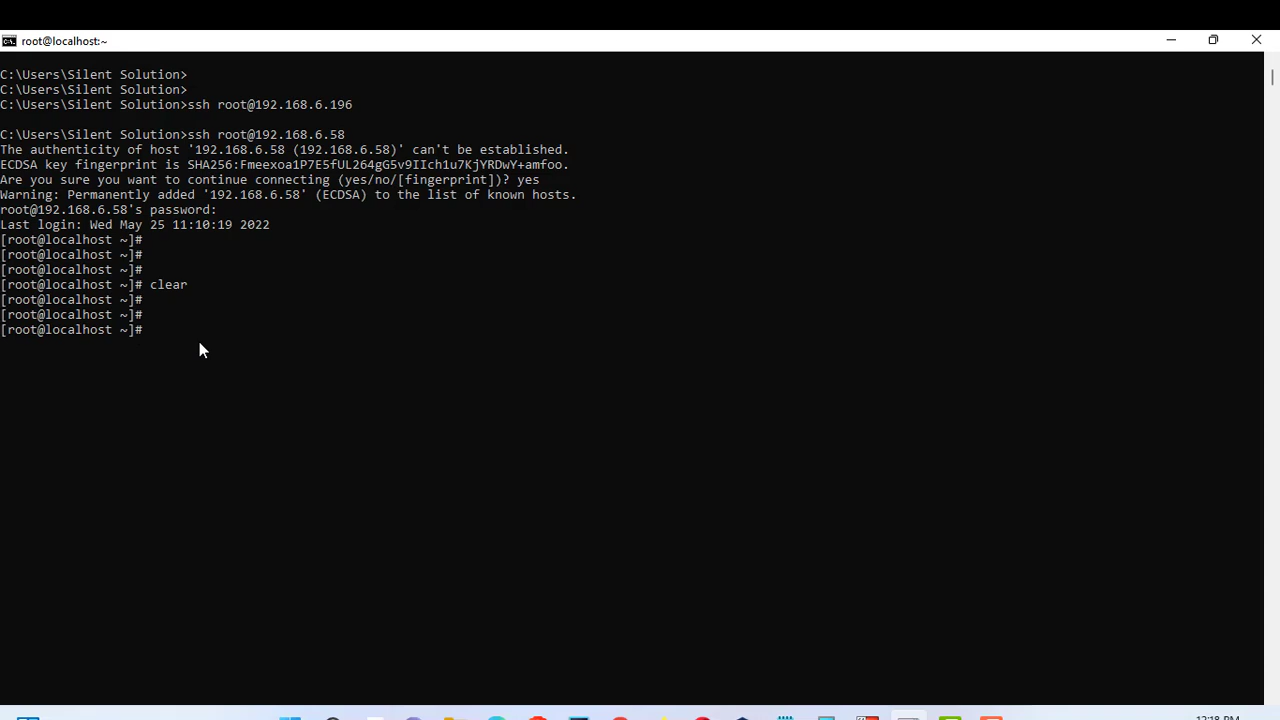 root@localhost:~
C:\Users\Silent Solution>
C:\Users\Silent Solution>
C:\Users\Silent Solution>ssh root@192.168.6.196
C:\Users\Silent Solution>ssh root@192.168.6.58
The authenticity of host '192.168.6.58 (192.168.6.58)' can't be established.
ECDSA key fingerprint is SHA256:Fmeexoa1P7E5fUL264gG5v9IIch1u7KjYRDwY+amfoo.
Are you sure you want to continue connecting (yes/no/[fingerprint])? yes
Warning: Permanently added '192.168.6.58' (ECDSA) to the list of known hosts.
root@192.168.6.58's password:
Last login: Wed May 25 11:10:19 2022
[root@localhost ~]#
[root@localhost ~]#
[root@localhost ~]#
[root@localhost ~]# clear
[root@localhost ~]#
[root@localhost ~]#
[root@localhost ~]#
12:18 PM